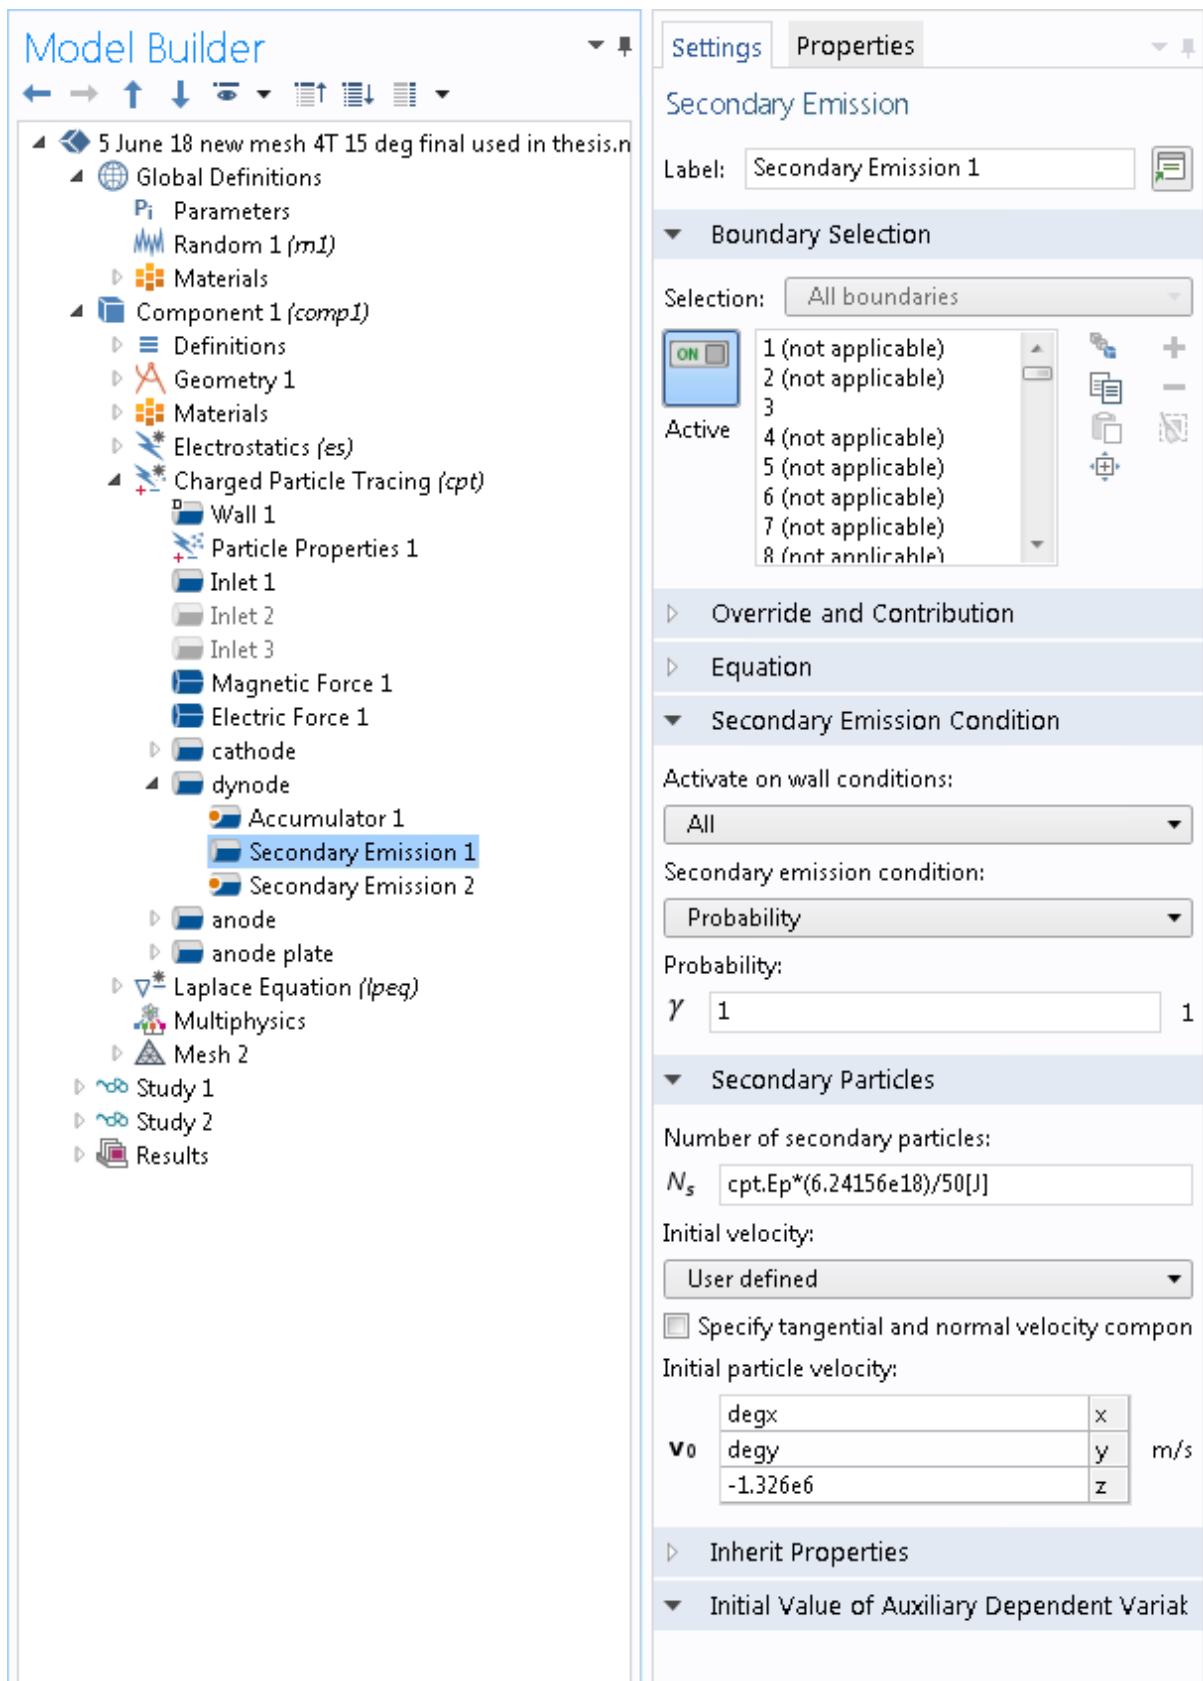 Model Builder
5 June 18 new mesh 4T 15 deg final used in thesis.n
Global Definitions
Pi Parameters
Random 1 (rn1)
Materials
Component 1 (comp1)
Definitions
Geometry 1
Materials
Electrostatics (es)
Charged Particle Tracing (cpt)
Wall 1
Particle Properties 1
Inlet 1
Inlet 2
Inlet 3
Magnetic Force 1
Electric Force 1
cathode
dynode
Accumulator 1
Secondary Emission 1
Secondary Emission 2
anode
anode plate
Laplace Equation (lpeq)
Multiphysics
Mesh 2
Study 1
Study 2
Results
Settings Properties
Secondary Emission
Label: Secondary Emission 1
Boundary Selection
Selection: All boundaries
ON
Active
1 (not applicable)
2 (not applicable)
3
4 (not applicable)
5 (not applicable)
6 (not applicable)
7 (not applicable)
8 (not applicable)
Override and Contribution
Equation
Secondary Emission Condition
Activate on wall conditions:
All
Secondary emission condition:
Probability
Probability:
γ 1 1
Secondary Particles
Number of secondary particles:
Ns cpt.Ep*(6.24156e18)/50[J]
Initial velocity:
User defined
Specify tangential and normal velocity compon
Initial particle velocity:
degx x
v0 degy y m/s
-1.326e6 z
Inherit Properties
Initial Value of Auxiliary Dependent Variab